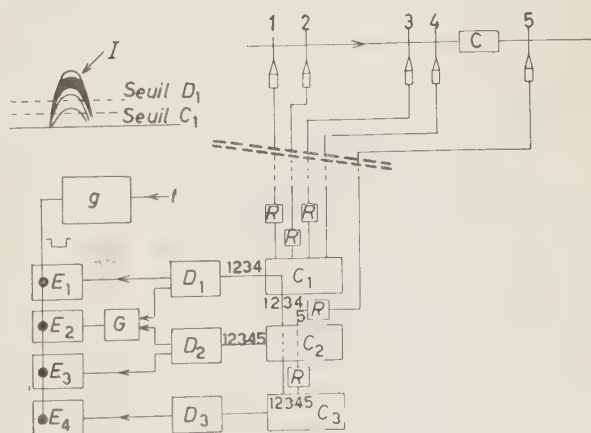 1 2 3 4 5
I
C
Seuil D₁
Seuil C₁
g t
R R R
R
E₁ D₁ 1234 C₁
1234 R
5
E₂ G
D₂ 12345 C₂
E₃
R
12345
E₄ D₃ C₃